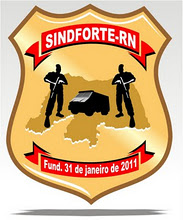 SINDFORTE-RN
Fund. 31 de janeiro de 2011